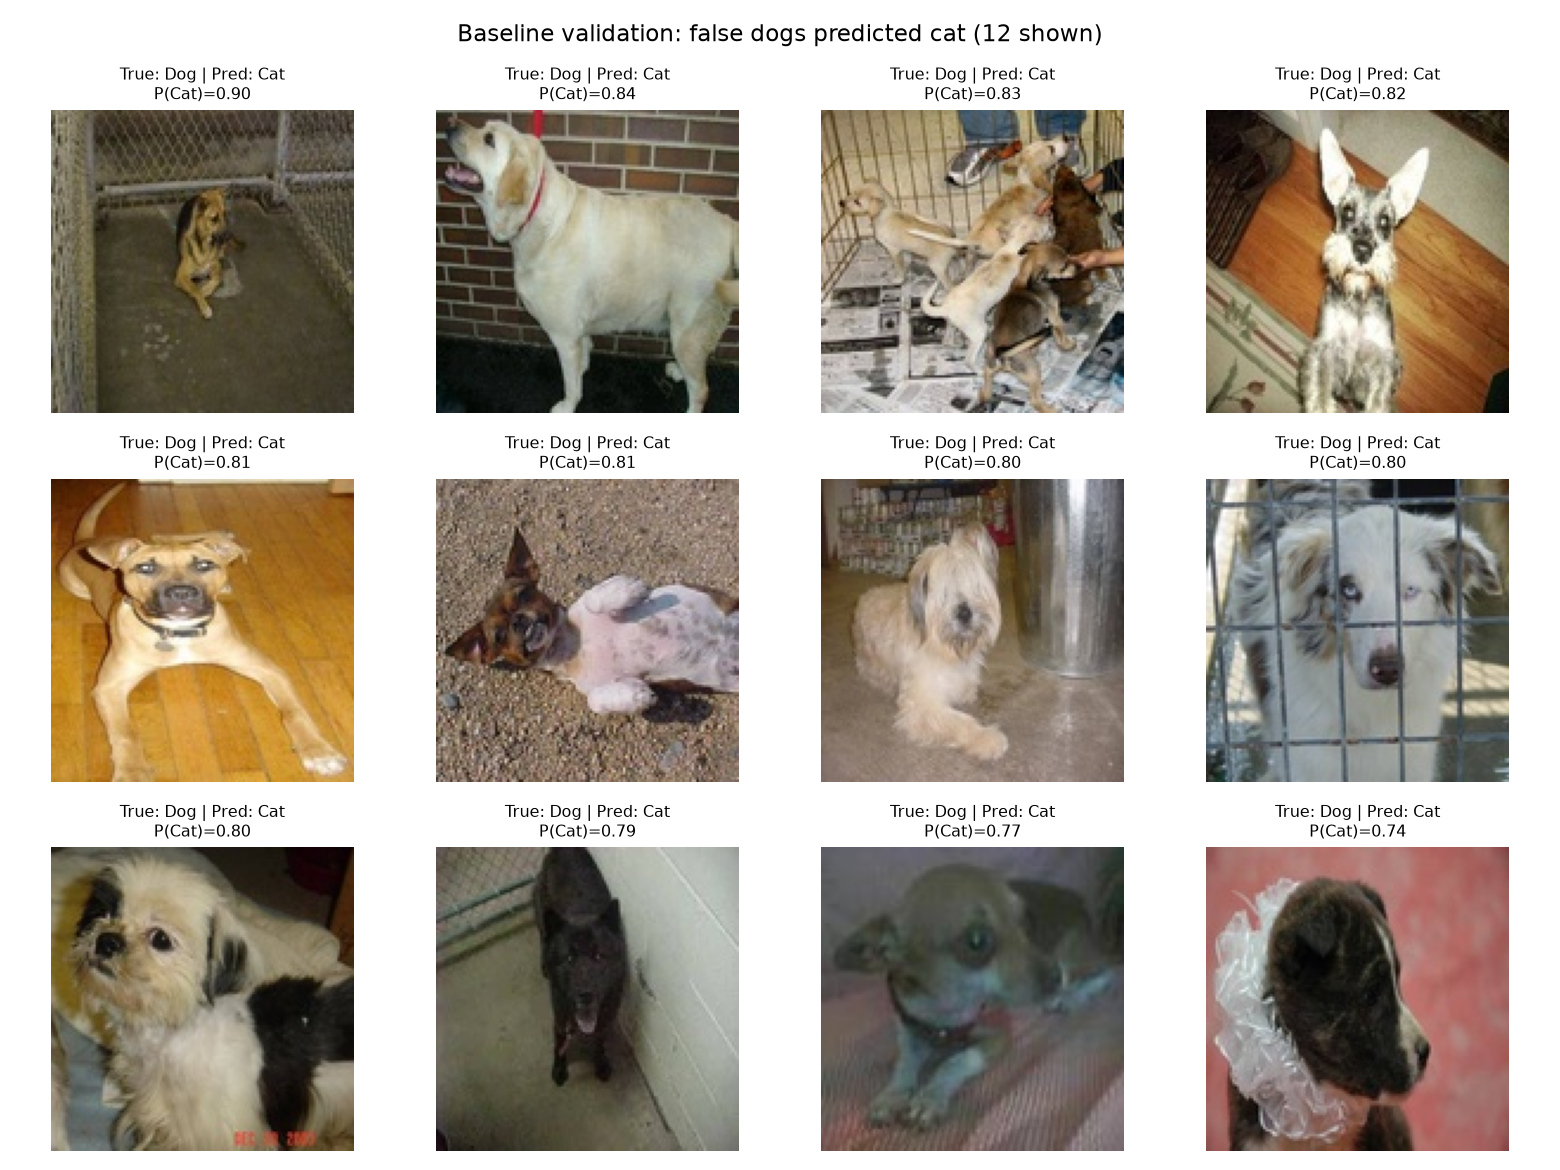 Baseline validation: false dogs predicted cat (12 shown)
True: Dog | Pred: Cat
P(Cat)=0.90
True: Dog | Pred: Cat
P(Cat)=0.84
True: Dog | Pred: Cat
P(Cat)=0.83
True: Dog | Pred: Cat
P(Cat)=0.82
True: Dog | Pred: Cat
P(Cat)=0.81
True: Dog | Pred: Cat
P(Cat)=0.81
True: Dog | Pred: Cat
P(Cat)=0.80
True: Dog | Pred: Cat
P(Cat)=0.80
True: Dog | Pred: Cat
P(Cat)=0.80
True: Dog | Pred: Cat
P(Cat)=0.79
True: Dog | Pred: Cat
P(Cat)=0.77
True: Dog | Pred: Cat
P(Cat)=0.74
DEC